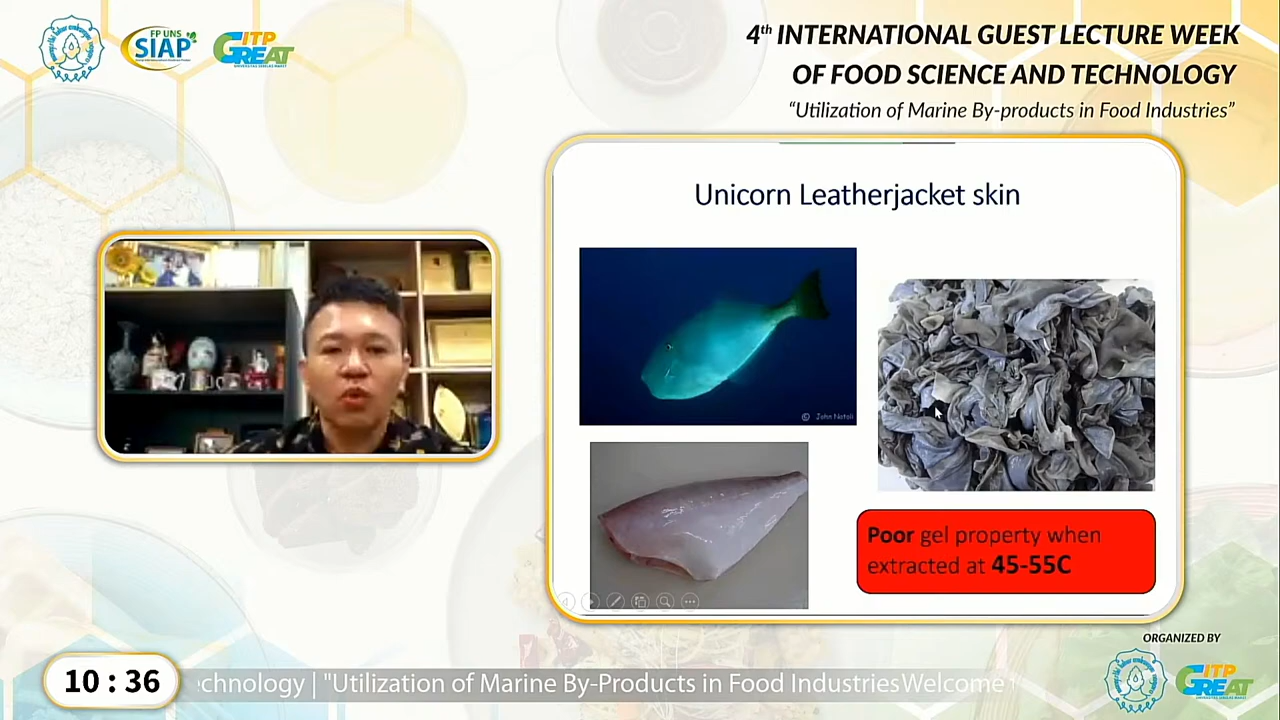 FP UNS
SIAP
ITP
GREAT
4th INTERNATIONAL GUEST LECTURE WEEK
OF FOOD SCIENCE AND TECHNOLOGY
“Utilization of Marine By-products in Food Industries”
Unicorn Leatherjacket skin
© John Natoli
Poor gel property when
extracted at 45-55C
ORGANIZED BY
10 : 36
echnology | "Utilization of Marine By-Products in Food IndustriesWelcome
ITP
GREAT